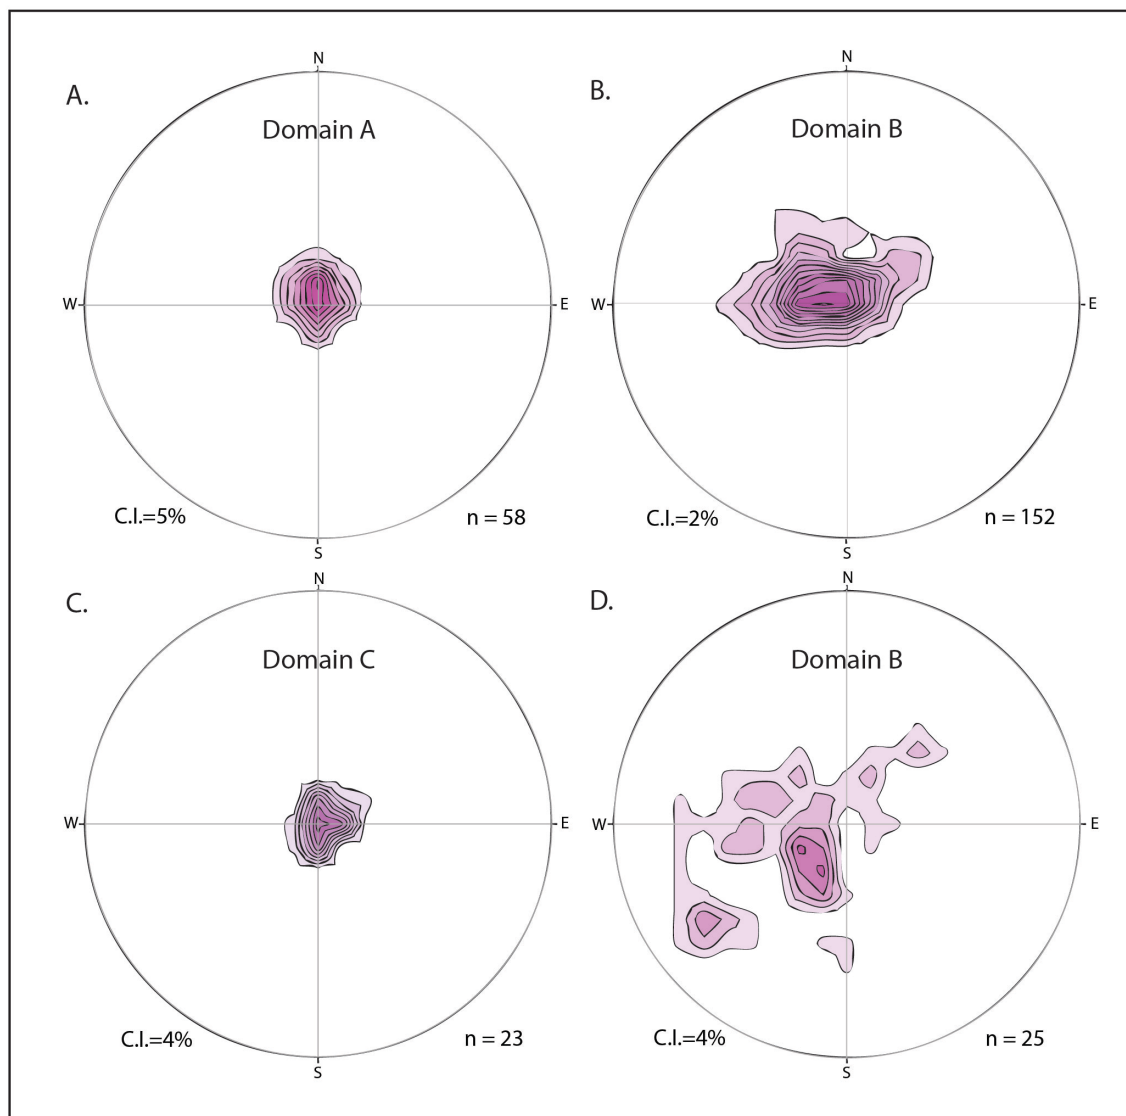 A.
N
Domain A
W
E
C.I.=5%
n = 58
S
B.
N
Domain B
W
E
C.I.=2%
n = 152
S
C.
N
Domain C
W
E
C.I.=4%
n = 23
S
D.
N
Domain B
W
E
C.I.=4%
n = 25
S